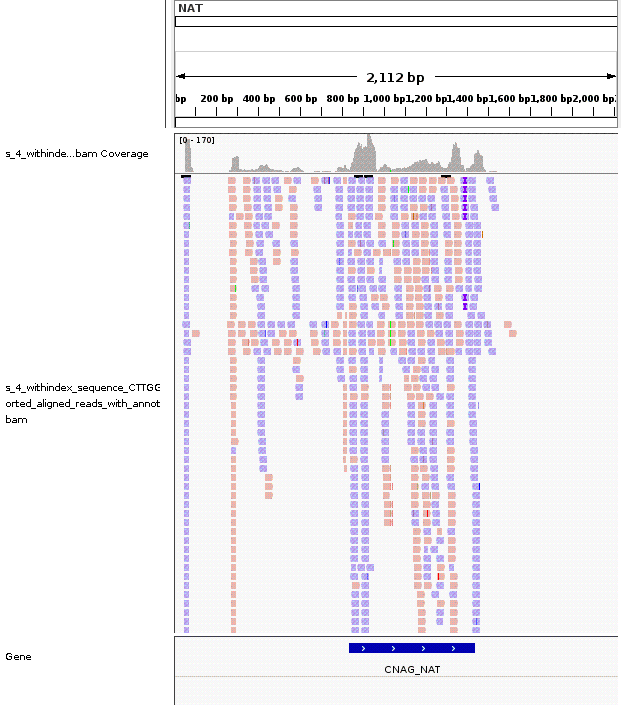 NAT
2,112 bp
bp 200 bp 400 bp 600 bp 800 bp 1,000 bp 1,200 bp 1,400 bp 1,600 bp 1,800 bp 2,000 bp
[0 - 170]
s_4_withinde...bam Coverage
s_4_withindex_sequence_CTTGG
orted_aligned_reads_with_annot
bam
Gene
CNAG_NAT